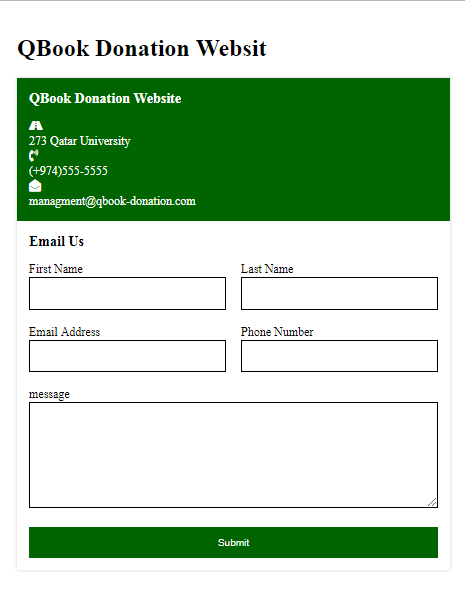 QBook Donation Websit
QBook Donation Website
273 Qatar University
(+974)555-5555
managment@qbook-donation.com
Email Us
First Name
Last Name
Email Address
Phone Number
message
Submit